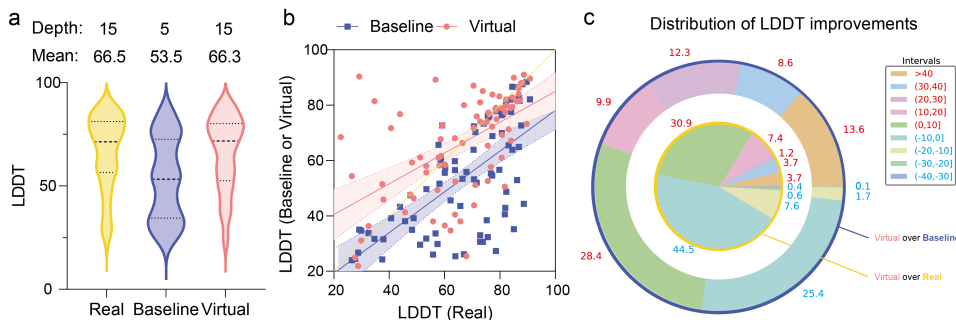 a
Depth: 15 5 15
Mean: 66.5 53.5 66.3
100
50
0
LDDT
Real Baseline Virtual
b
Baseline Virtual
100
80
60
40
20
LDDT (Baseline or Virtual)
20 40 60 80 100
LDDT (Real)
c
Distribution of LDDT improvements
12.3
8.6
9.9
13.6
30.9
7.4
1.2
3.7
3.7
0.4
0.6
7.6
0.1
1.7
44.5
28.4
25.4
Intervals
>40
(30,40]
(20,30]
(10,20]
(0,10]
(-10,0]
(-20,-10]
(-30,-20]
(-40,-30]
Virtual over Baseline
Virtual over Real